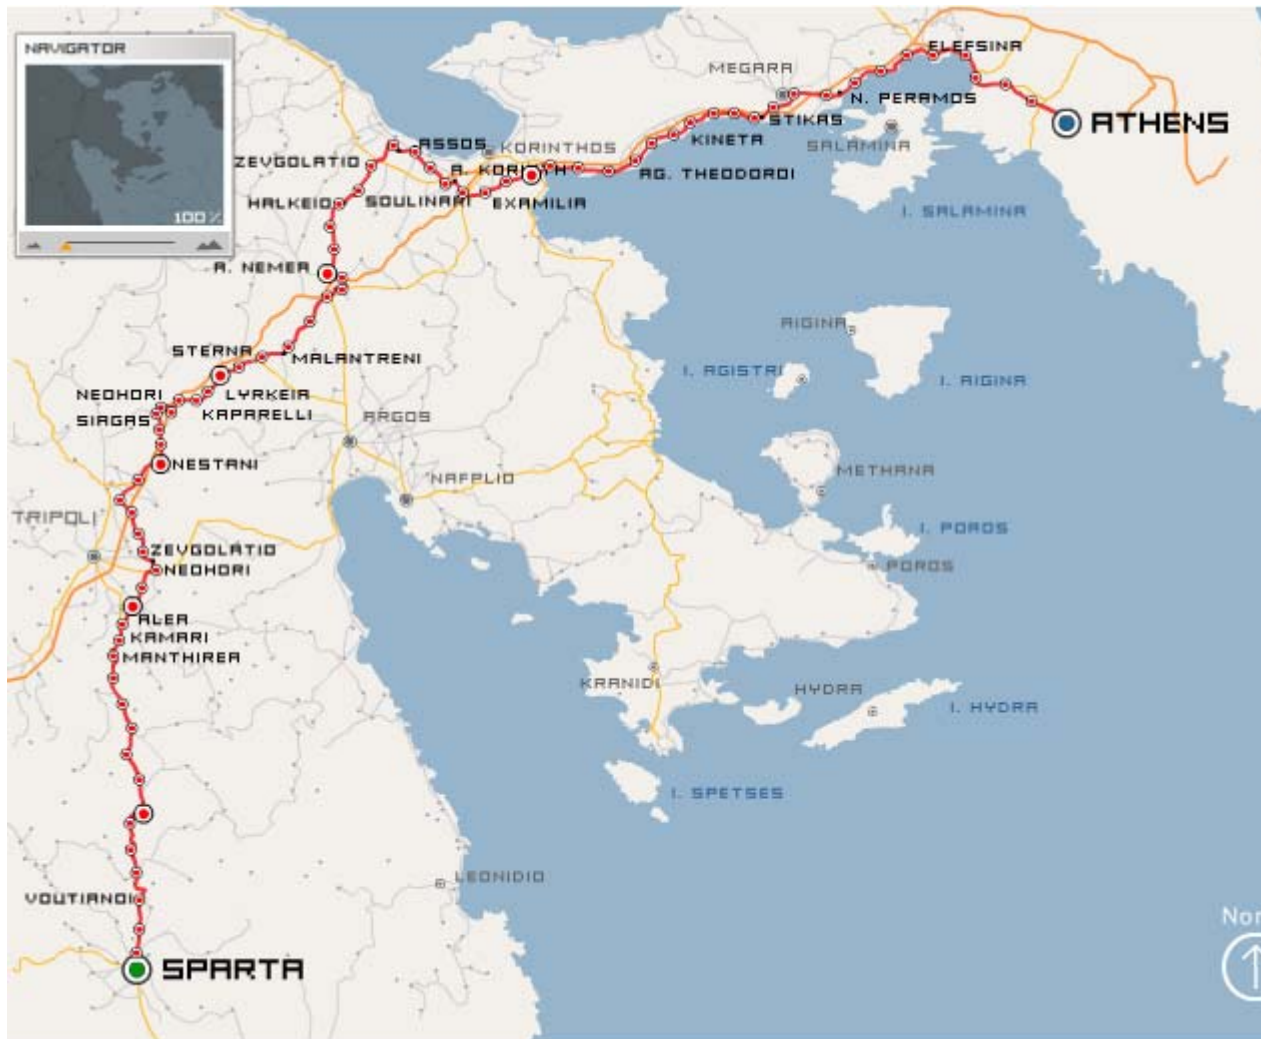 NAVIGATOR
100 %
ELEFSINA
MEGARA
N. PERAMOS
ATHENS
STIKAS
ASSOS
KINETA
KORINTHOS
SALAMINA
ZEVGOLATIO
A. KORINTH
AG. THEODOROI
HALKEIO
SOULINARI
EXAMILIA
I. SALAMINA
A. NEMEA
AIGINA
STERNA
MALANTRENI
I. AGISTRI
I. AIGINA
NEOHORI
LYRKEIA
SIAGAS
KAPARELLI
ARGOS
NESTANI
METHANA
NAFPLIO
TRIPOLI
I. POROS
ZEVGOLATIO
NEOHORI
POROS
ALEA
KAMARI
MANTHIREA
KRANIDI
HYDRA
I. HYDRA
I. SPETSES
LEONIDIO
VOUTIANOI
Nor
SPARTA